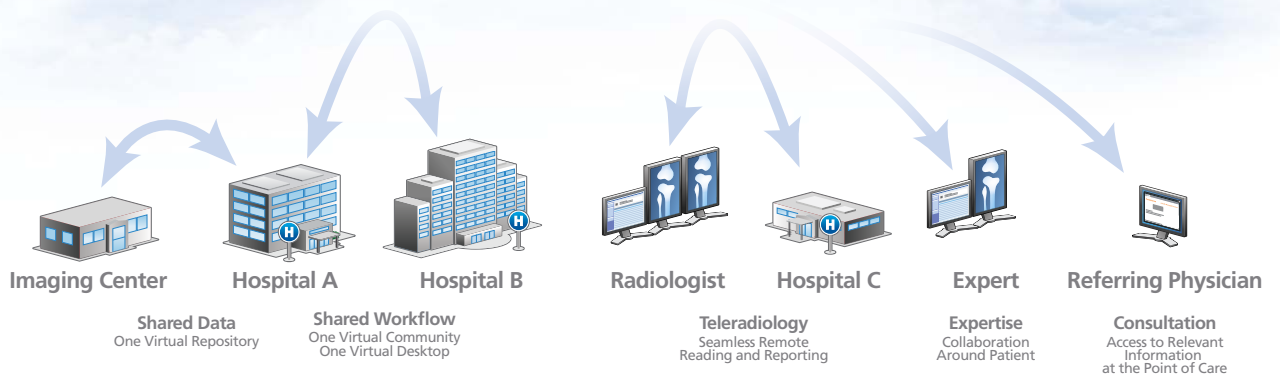 H
H
H
Imaging Center
Hospital A
Hospital B
Radiologist
Hospital C
Expert
Referring Physician
Shared Data
One Virtual Repository
Shared Workflow
One Virtual Community
One Virtual Desktop
Teleradiology
Seamless Remote
Reading and Reporting
Expertise
Collaboration
Around Patient
Consultation
Access to Relevant
Information
at the Point of Care